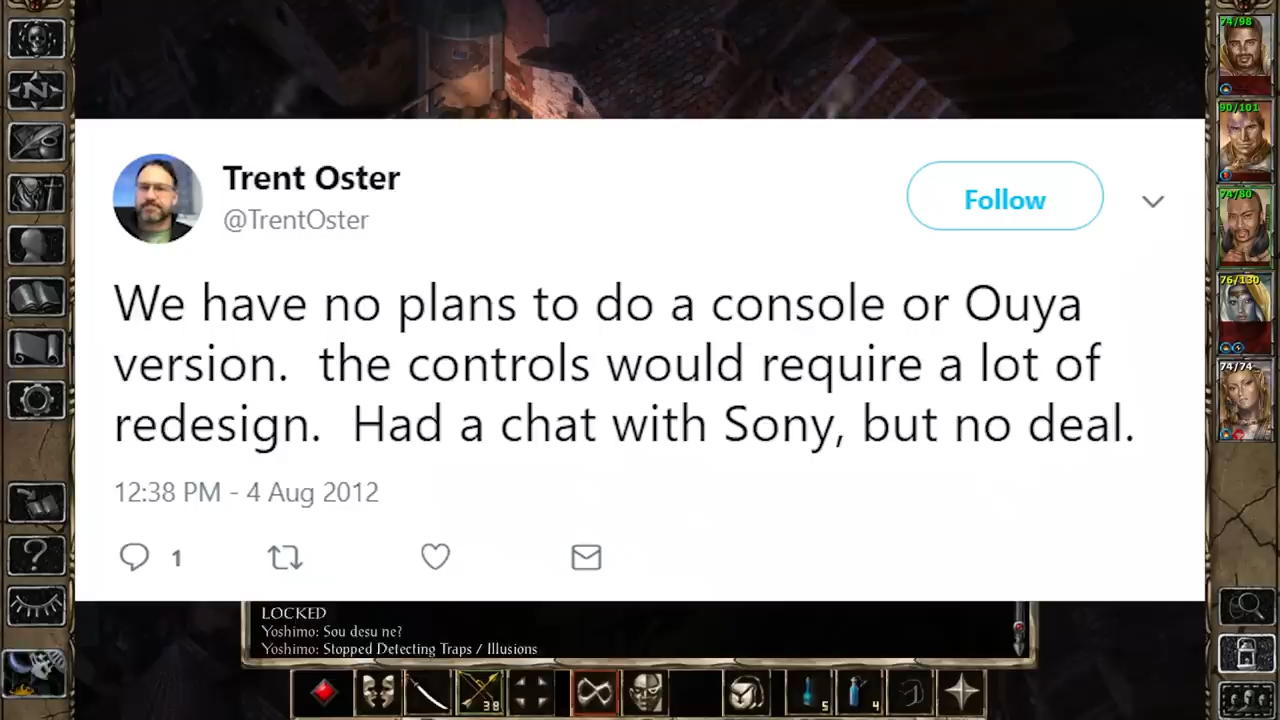 74/98
90/101
74/80
76/130
74/74
N
Trent Oster
@TrentOster
Follow
We have no plans to do a console or Ouya
version.  the controls would require a lot of
redesign.  Had a chat with Sony, but no deal.
12:38 PM - 4 Aug 2012
1
?
LOCKED
Yoshimo: Sou desu ne?
Yoshimo: Stopped Detecting Traps / Illusions
38
5
4